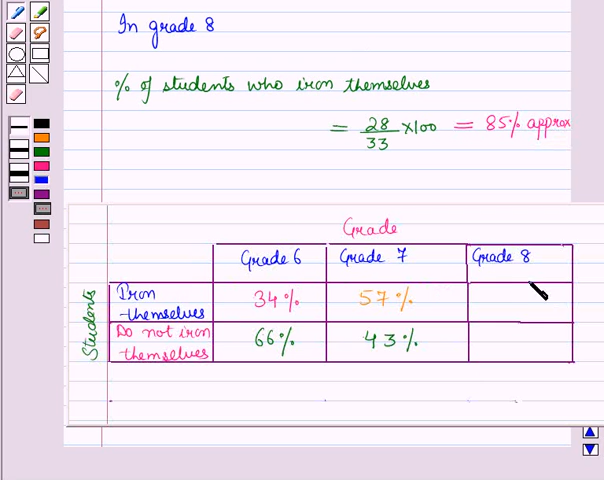 In grade 8
% of students who iron themselves
= 28/33 ×100 = 85% approx
Grade
Grade 6 Grade 7 Grade 8
Students
Iron themselves 34% 57%
Do not iron themselves 66% 43%